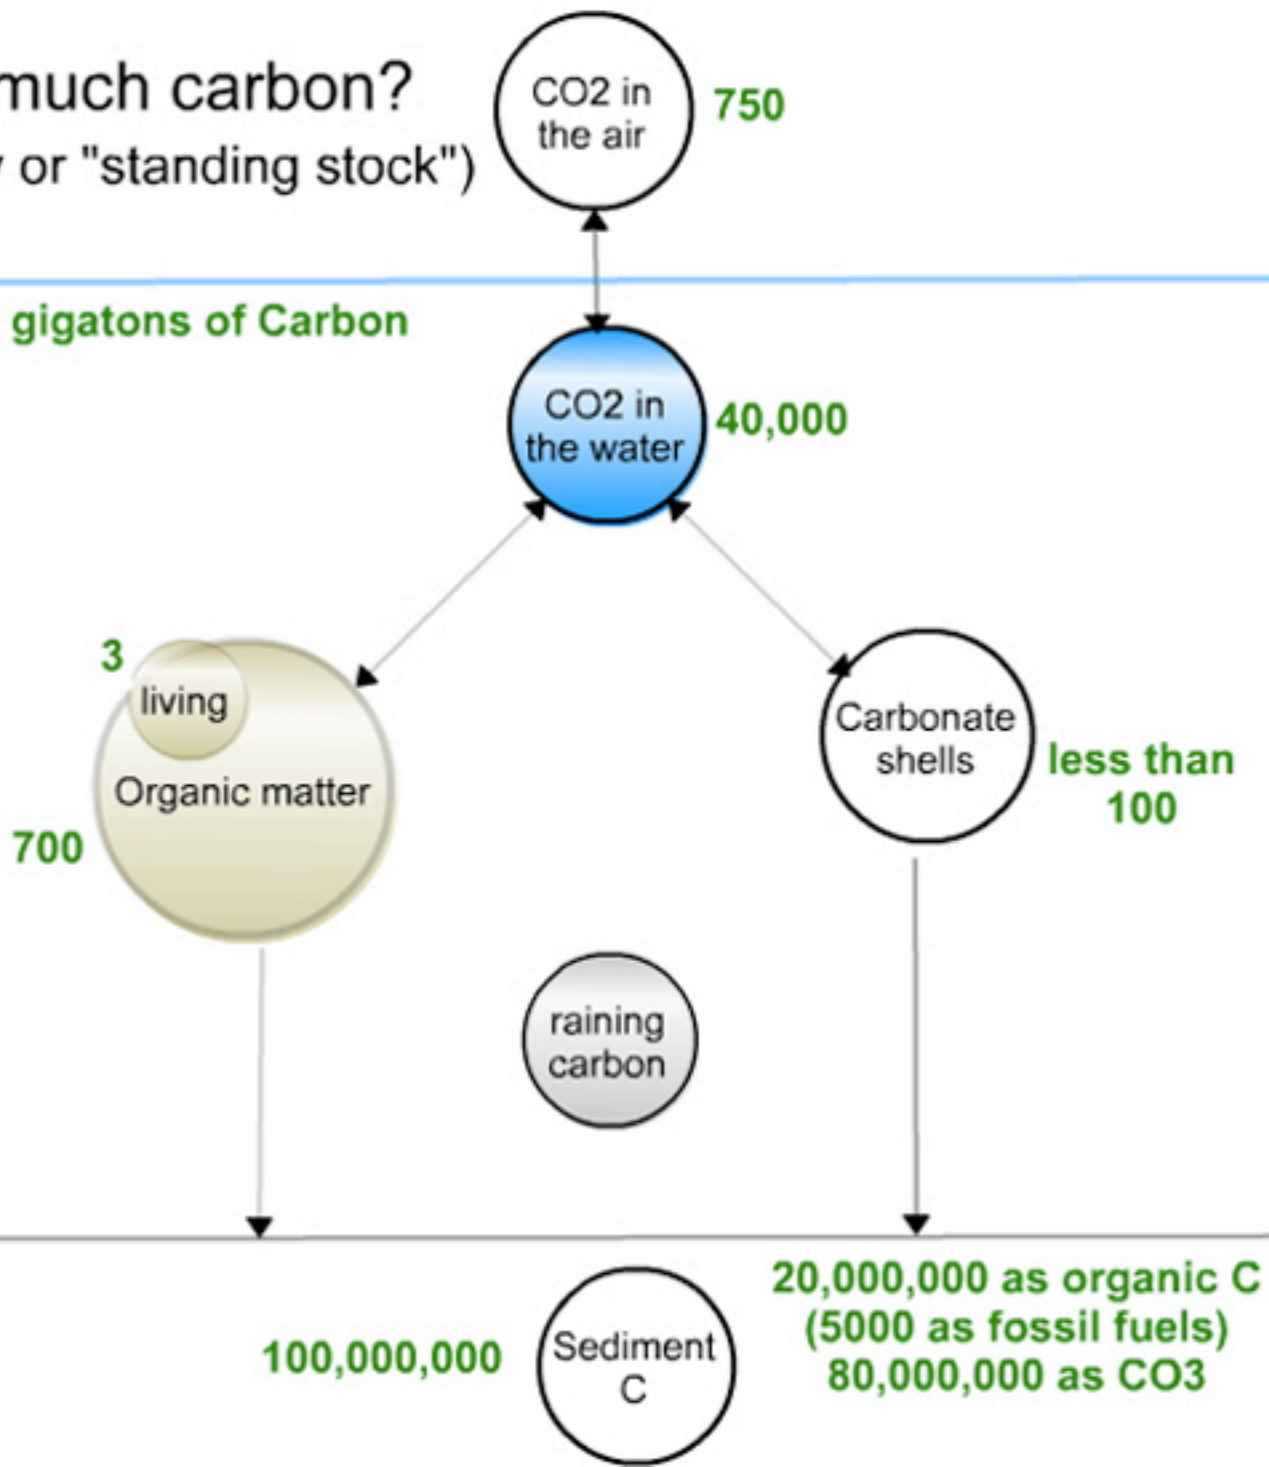 much carbon?
or "standing stock")
CO2 in
the air
750
gigatons of Carbon
CO2 in
the water
40,000
3
living
Organic matter
700
Carbonate
shells
less than
100
raining
carbon
Sediment
C
100,000,000
20,000,000 as organic C
(5000 as fossil fuels)
80,000,000 as CO3